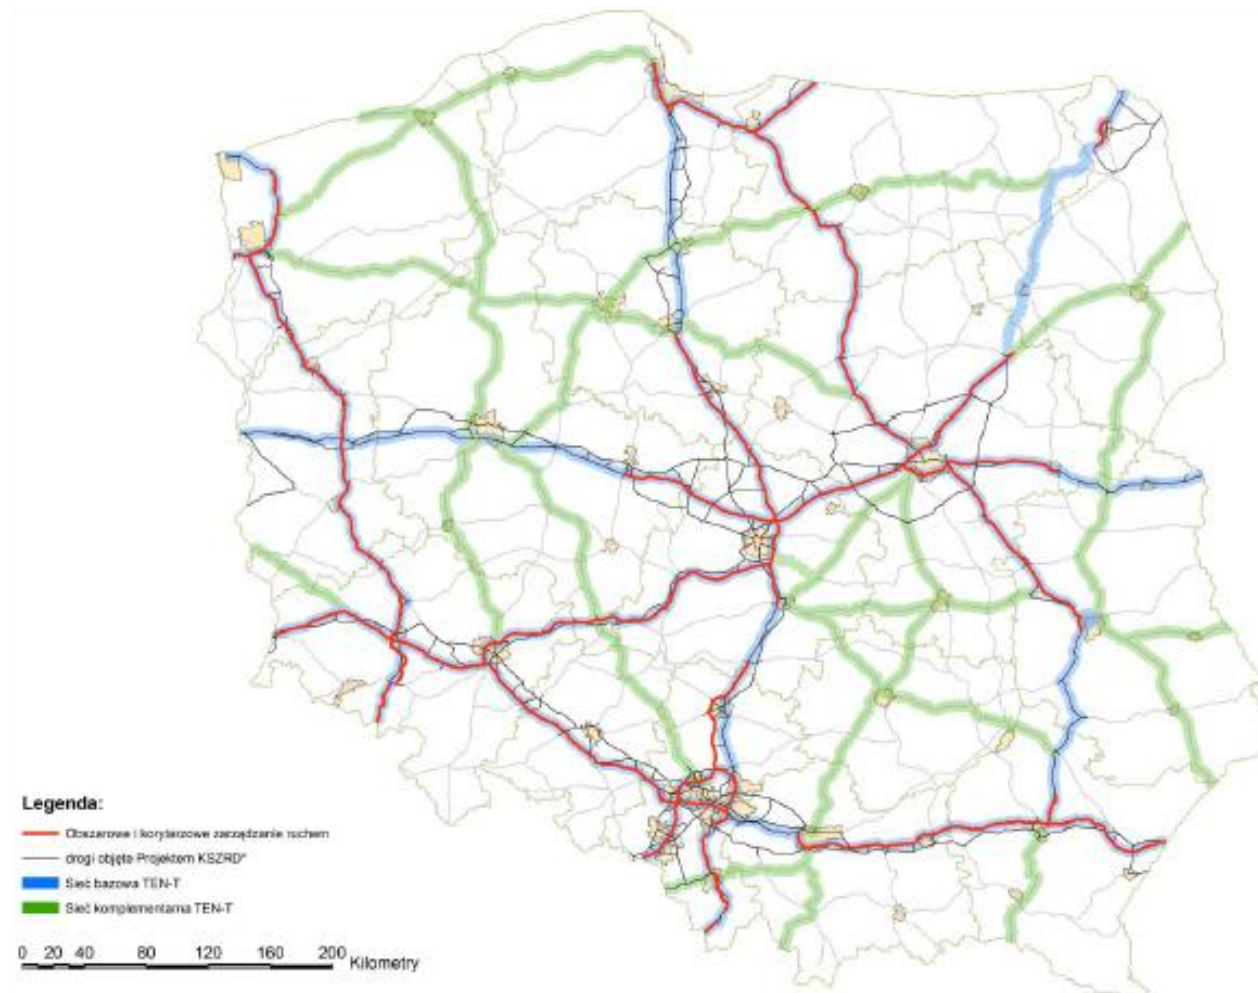 Legenda:
Obszarowe i korytarzowe zarządzanie ruchem
drogi objęte Projektem KSZRD*
Sieć bazowa TEN-T
Sieć komplementarna TEN-T
0 20 40 80 120 160 200 Kilometry